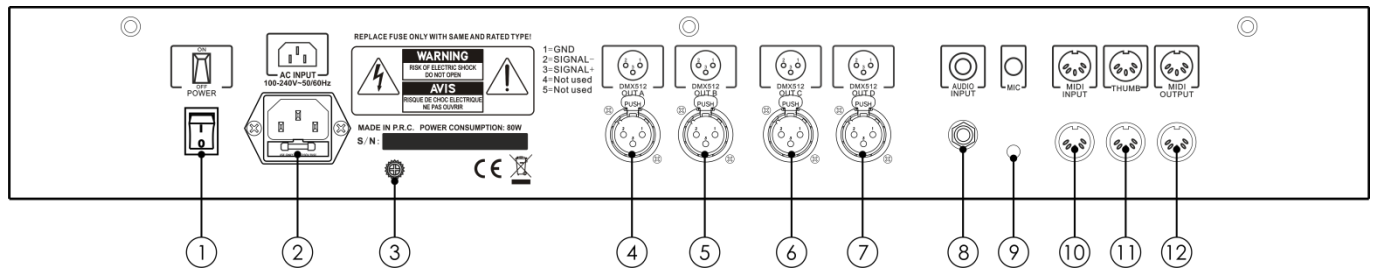 REPLACE FUSE ONLY WITH SAME AND RATED TYPE!
ON
OFF
POWER
AC INPUT
100-240V~50/60Hz
WARNING
RISK OF ELECTRIC SHOCK
DO NOT OPEN
AVIS
RISQUE DE CHOC ELECTRIQUE
NE PAS OUVRIR
MADE IN P.R.C. POWER CONSUMPTION: 80W
S/N:
CE
1=GND
2=SIGNAL-
3=SIGNAL+
4=Not used
5=Not used
DMX512
OUT A
PUSH
DMX512
OUT B
PUSH
DMX512
OUT C
PUSH
DMX512
OUT D
PUSH
AUDIO
INPUT
MIC
MIDI
INPUT
THUMB
MIDI
OUTPUT
1
2
3
4
5
6
7
8
9
10
11
12